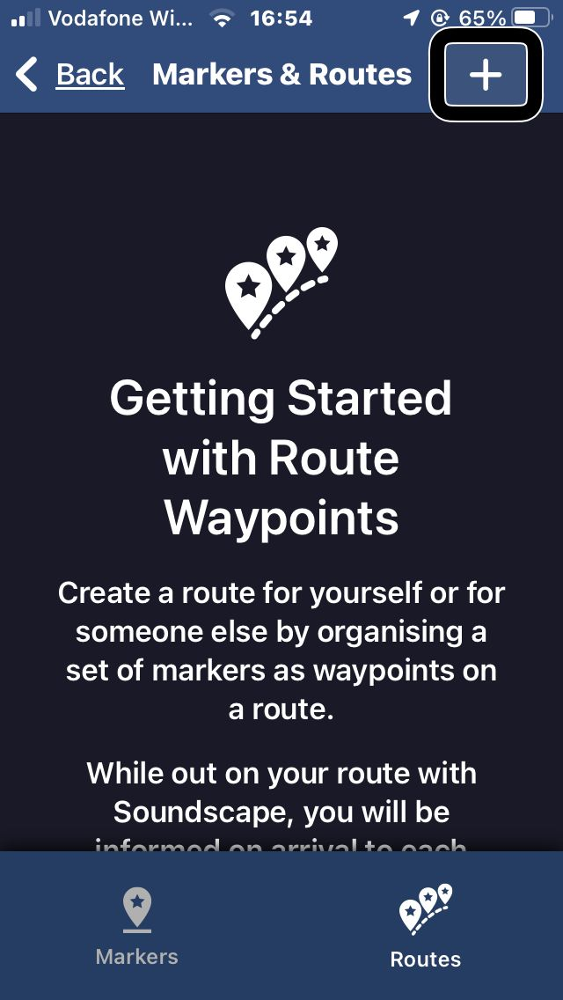 Vodafone Wi... 16:54 65%
Back Markers & Routes +
Getting Started
with Route
Waypoints
Create a route for yourself or for
someone else by organising a
set of markers as waypoints on
a route.
While out on your route with
Soundscape, you will be
informed on arrival to each
Markers Routes